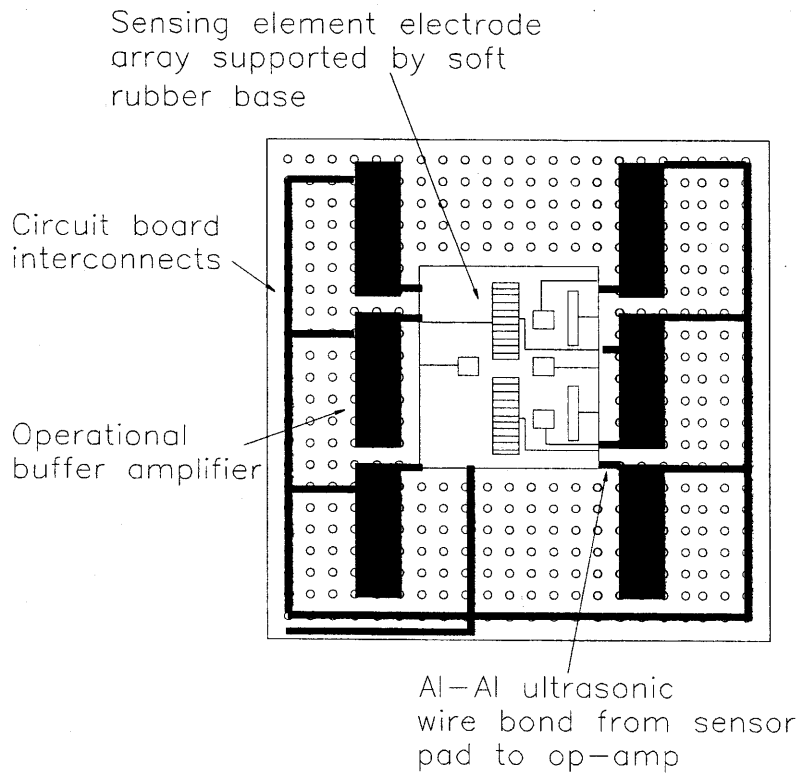 Sensing element electrode
array supported by soft
rubber base
Circuit board
interconnects
Operational
buffer amplifier
Al-Al ultrasonic
wire bond from sensor
pad to op-amp